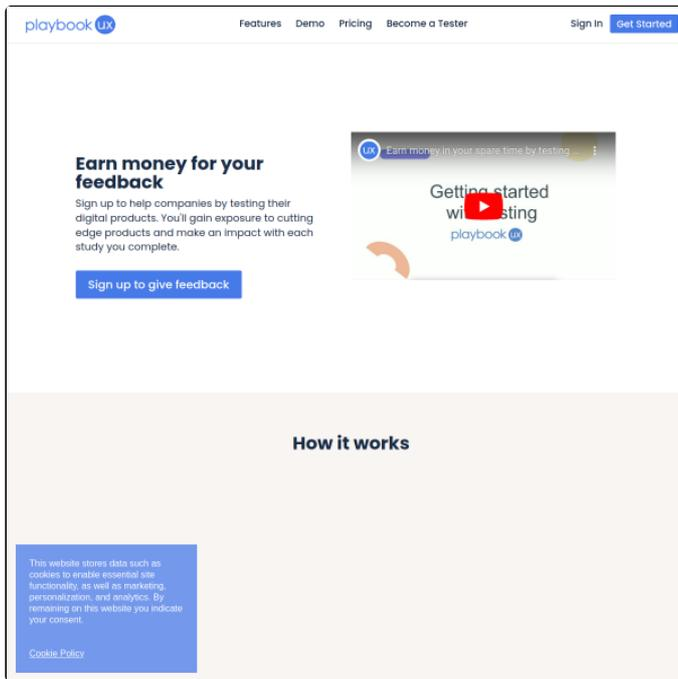 playbook ux
Features Demo Pricing Become a Tester
Sign In Get Started
Earn money for your
feedback
Sign up to help companies by testing their
digital products. You'll gain exposure to cutting
edge products and make an impact with each
study you complete.
Sign up to give feedback
UX Earn money in your spare time by testing ...
Getting started
with testing
playbook ux
How it works
This website stores data such as
cookies to enable essential site
functionality, as well as marketing,
personalization, and analytics. By
remaining on this website you indicate
your consent.
Cookie Policy